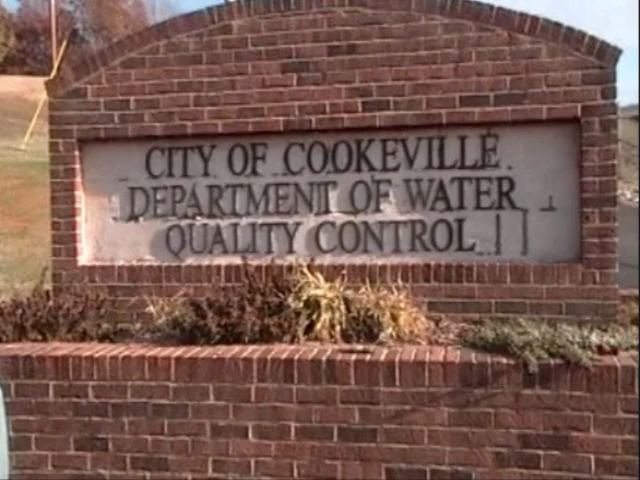 CITY OF COOKEVILLE
DEPARTMENT OF WATER
QUALITY CONTROL